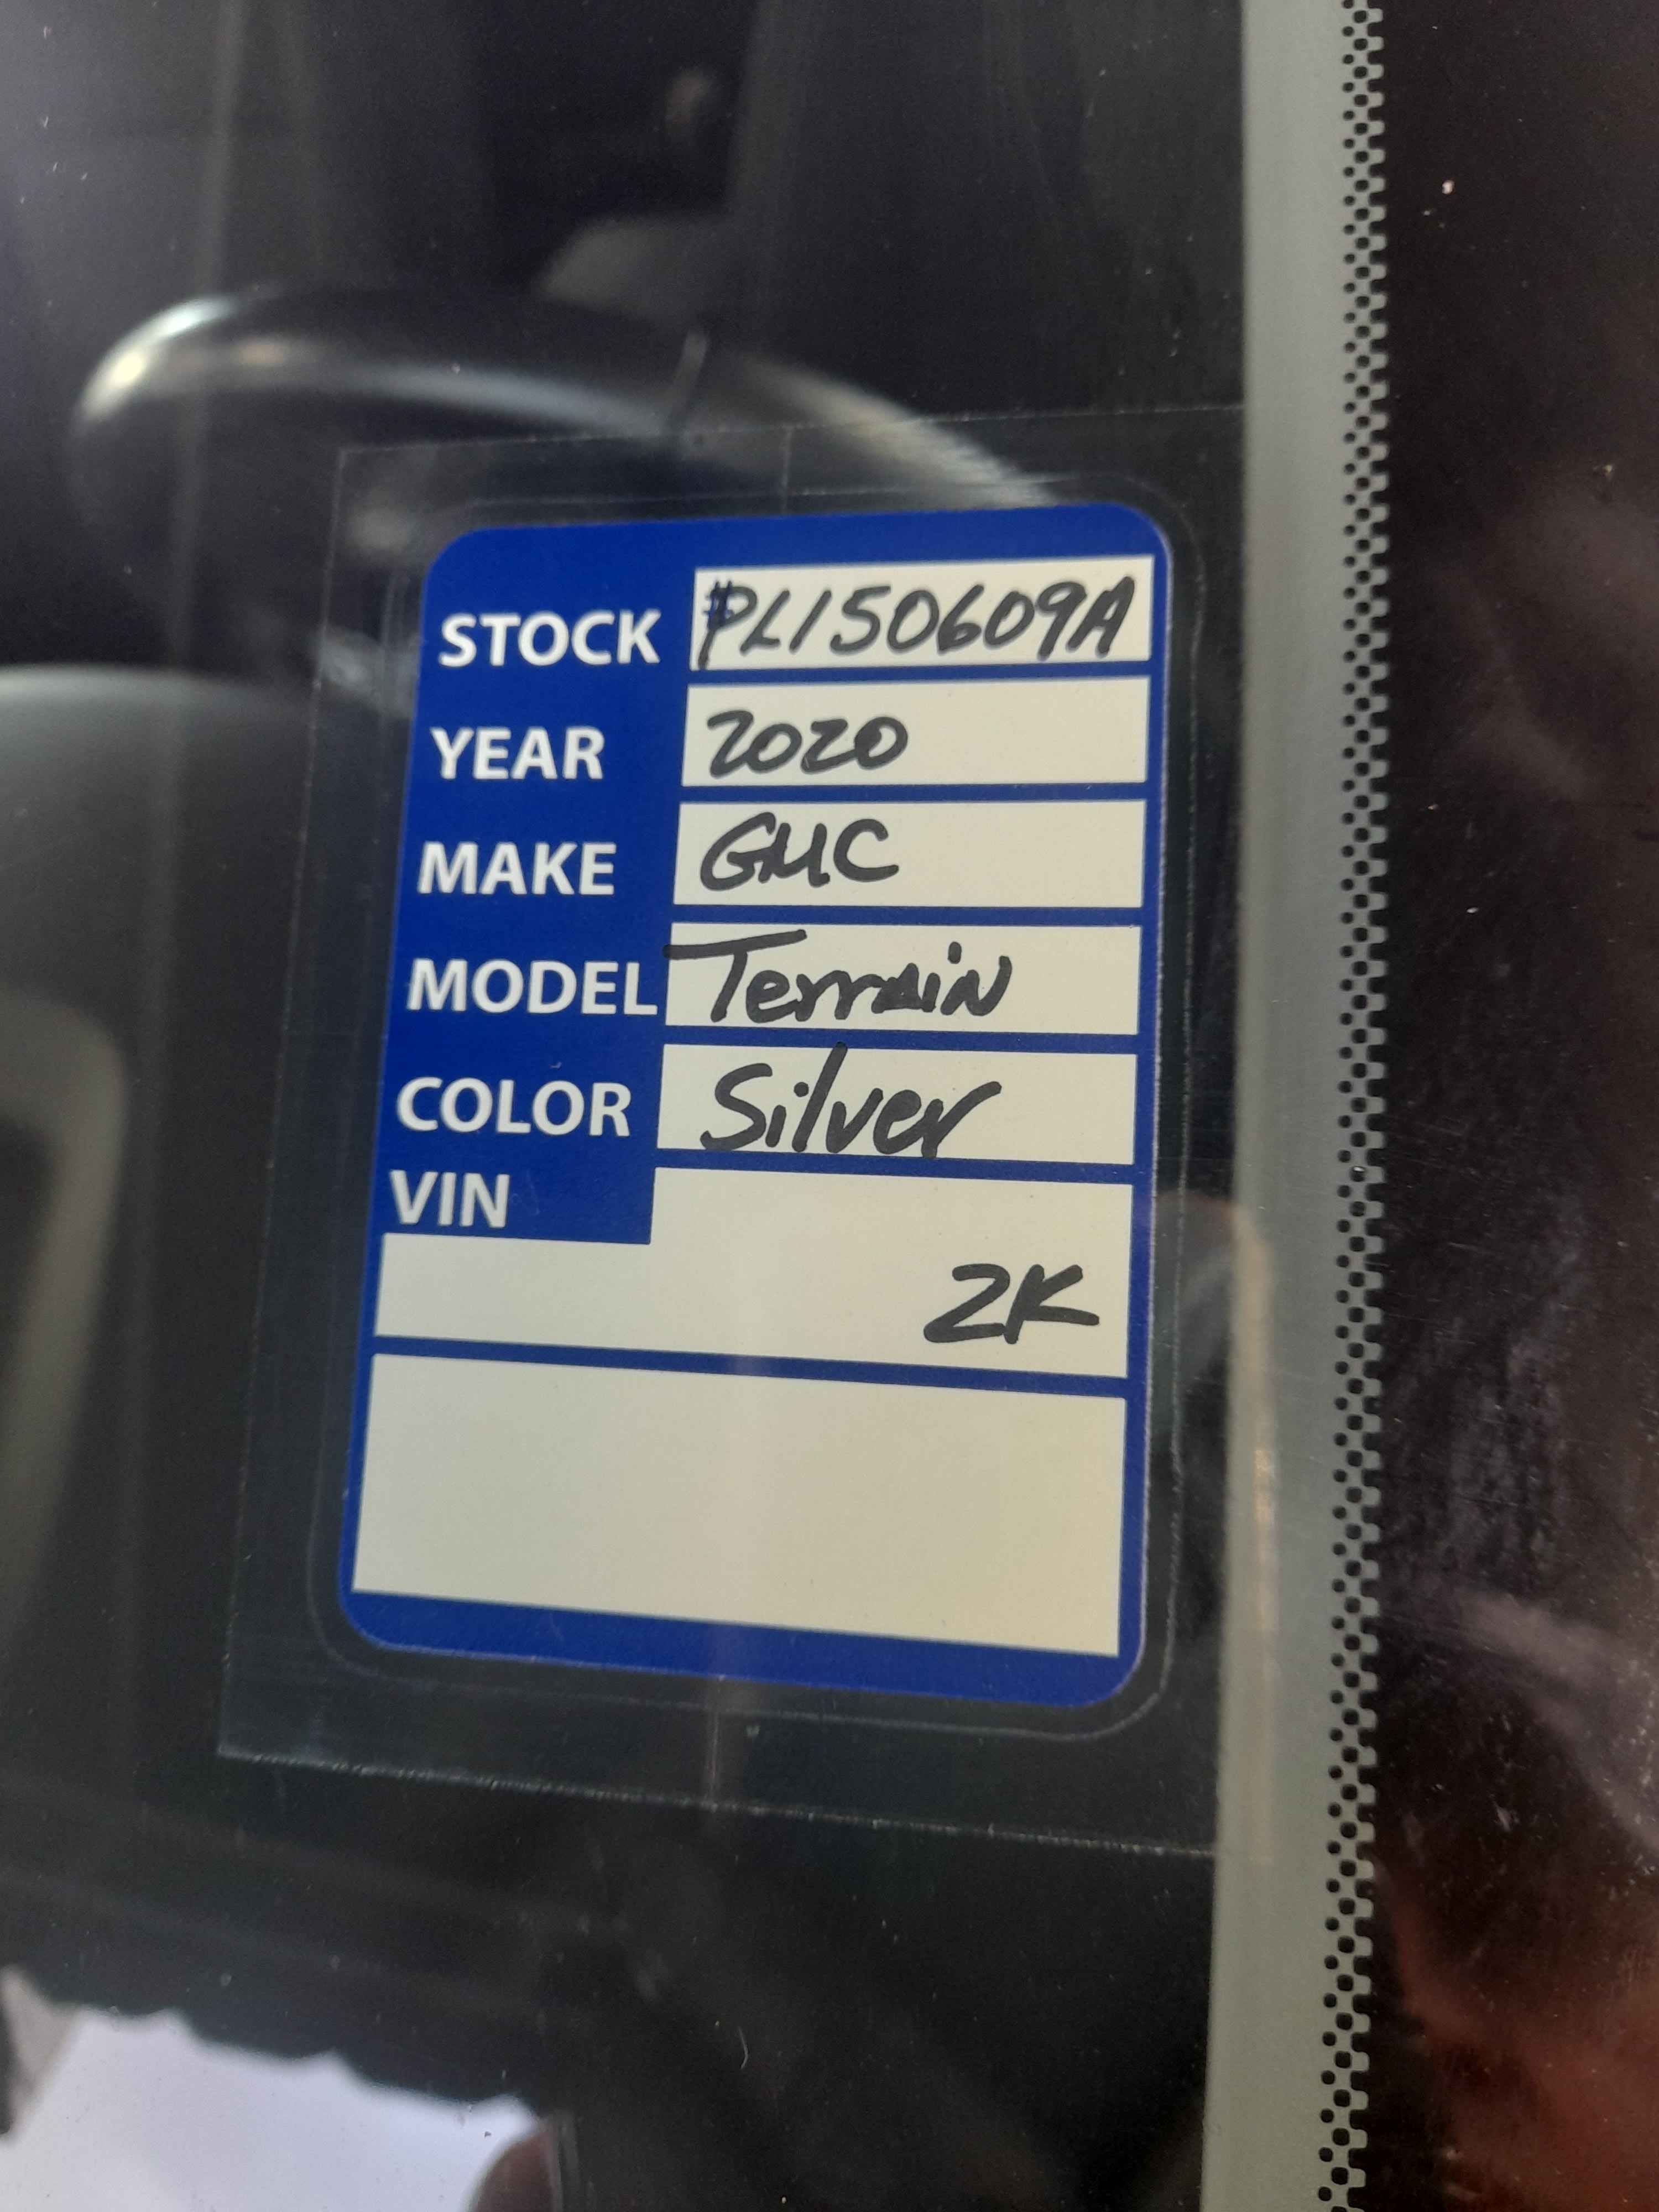 STOCK #PL150609A
YEAR 2020
MAKE GMC
MODEL Terrain
COLOR Silver
VIN
2K